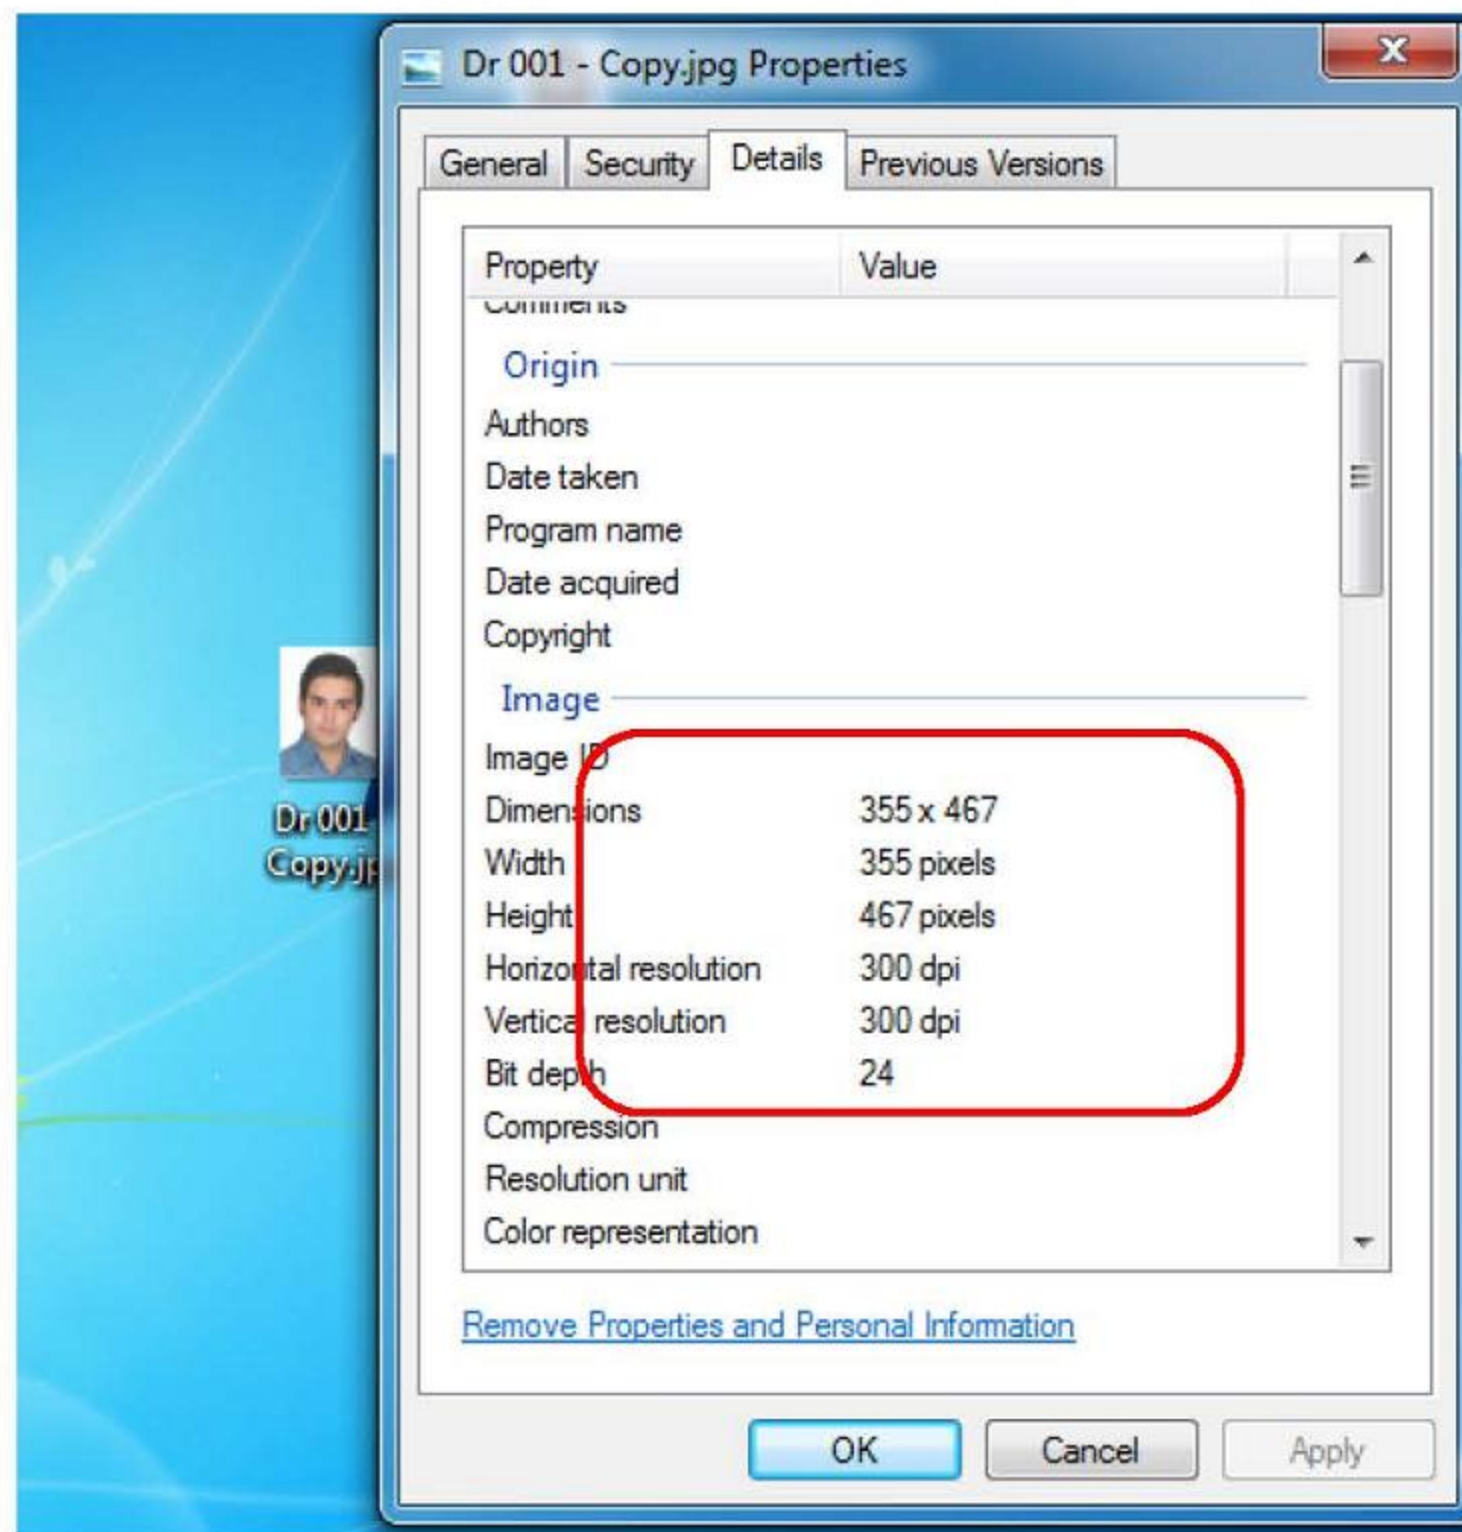 Dr 001 - Copy.jpg Properties
General Security Details Previous Versions
Property Value
Comments
Origin
Authors
Date taken
Program name
Date acquired
Copyright
Image
Image ID
Dimensions 355 x 467
Width 355 pixels
Height 467 pixels
Horizontal resolution 300 dpi
Vertical resolution 300 dpi
Bit depth 24
Compression
Resolution unit
Color representation
Remove Properties and Personal Information
OK Cancel Apply
Dr 001
Copy.jp